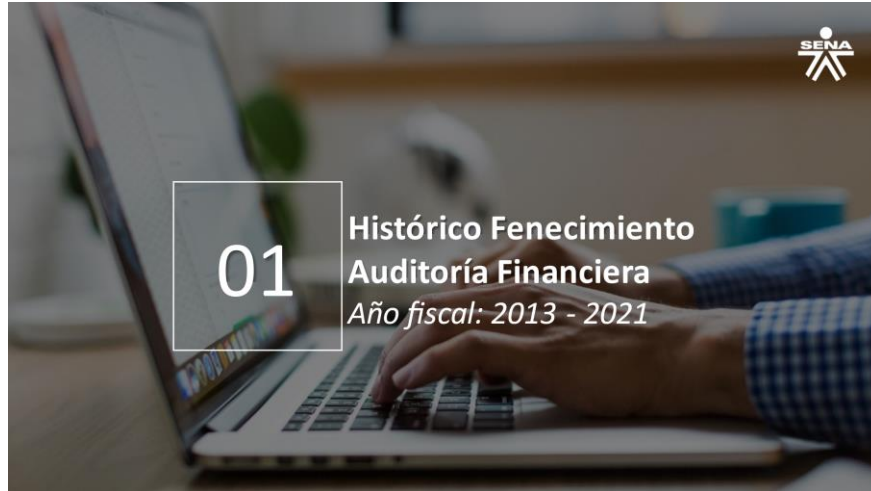 SENA
01
Histórico Fenecimiento
Auditoría Financiera
Año fiscal: 2013 - 2021